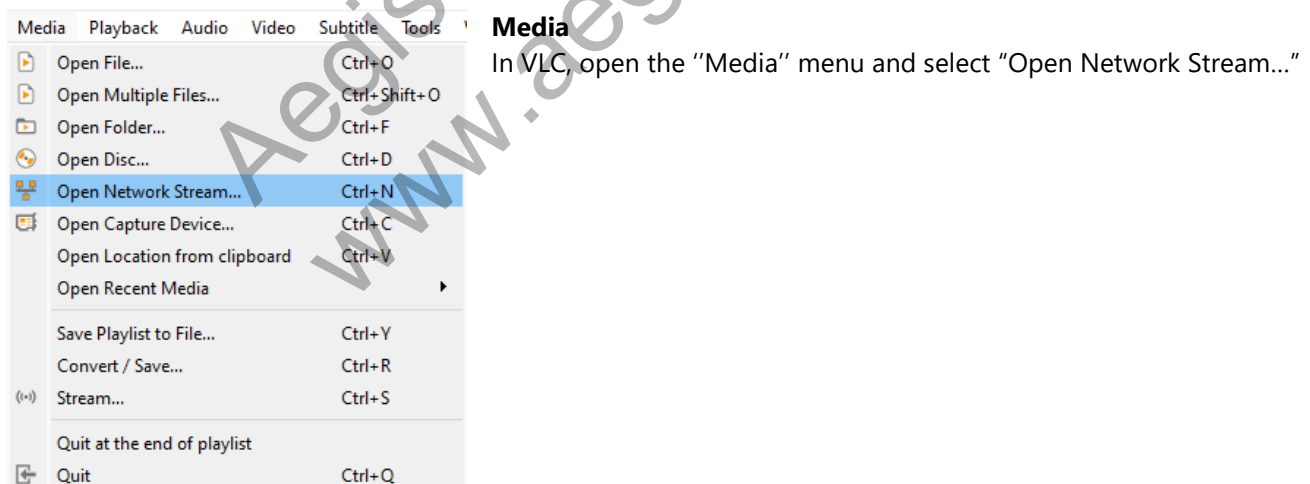 Media Playback Audio Video Subtitle Tools
Open File... Ctrl+O
Open Multiple Files... Ctrl+Shift+O
Open Folder... Ctrl+F
Open Disc... Ctrl+D
Open Network Stream... Ctrl+N
Open Capture Device... Ctrl+C
Open Location from clipboard Ctrl+V
Open Recent Media
Save Playlist to File... Ctrl+Y
Convert / Save... Ctrl+R
Stream... Ctrl+S
Quit at the end of playlist
Quit Ctrl+Q
Media
In VLC, open the ‘’Media’’ menu and select “Open Network Stream…”
Aegis
www.aeg